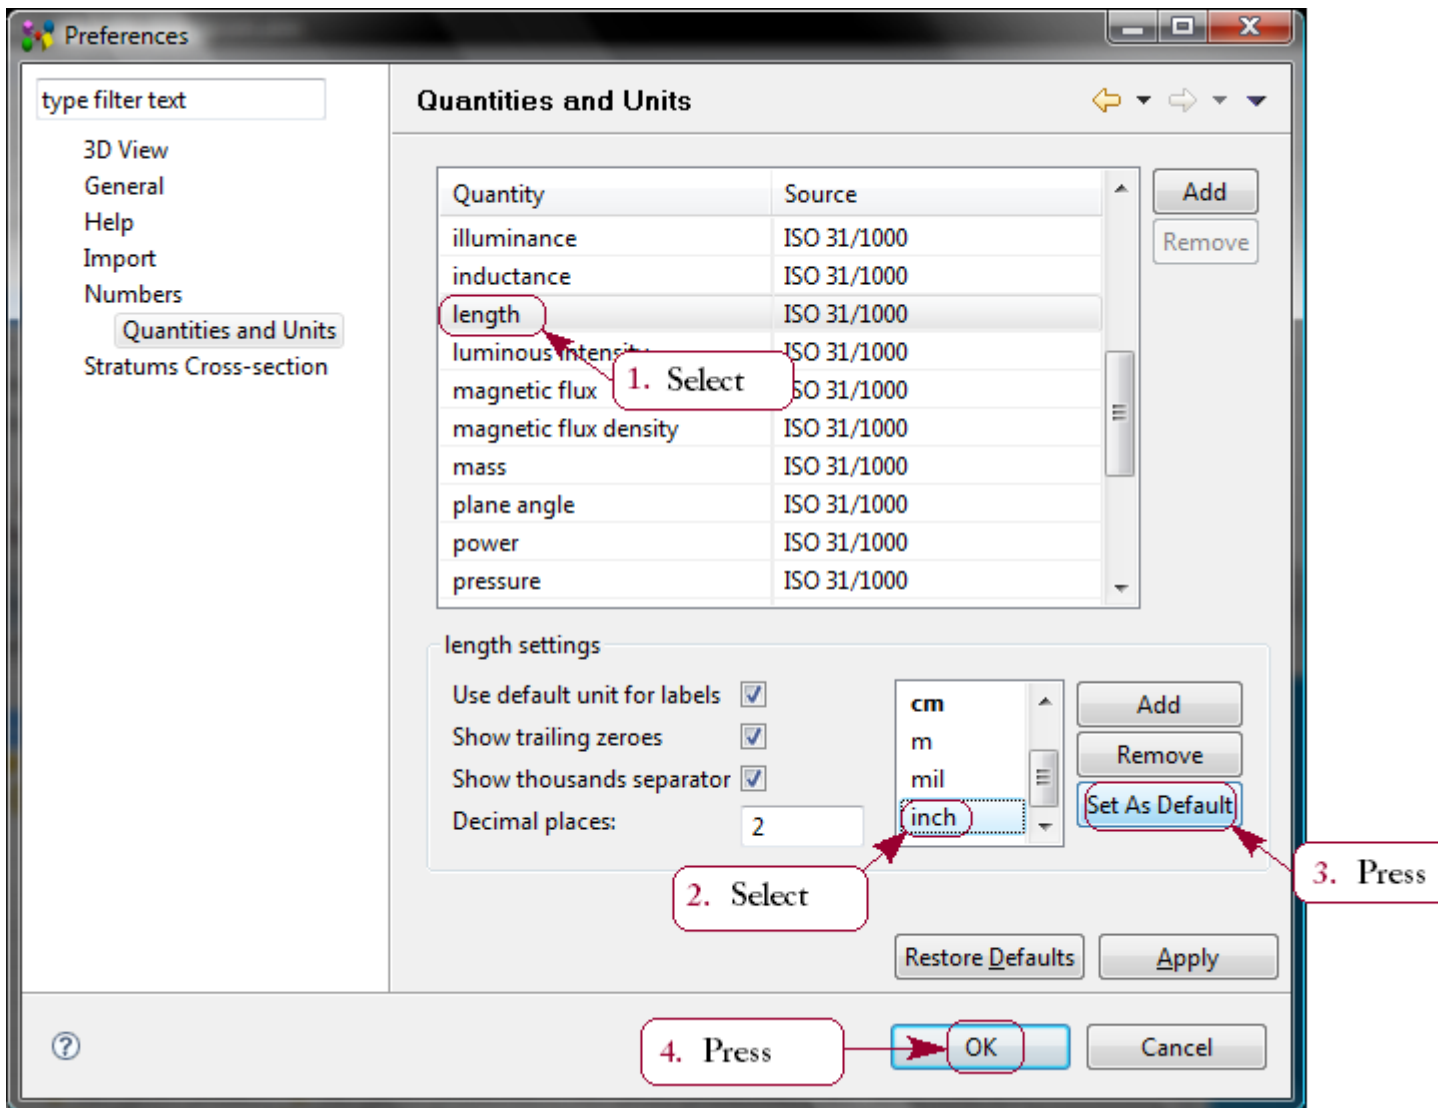 Preferences
type filter text
3D View
General
Help
Import
Numbers
Quantities and Units
Stratums Cross-section
Quantities and Units
Quantity Source
illuminance ISO 31/1000
inductance ISO 31/1000
length ISO 31/1000
luminous intensity ISO 31/1000
magnetic flux ISO 31/1000
magnetic flux density ISO 31/1000
mass ISO 31/1000
plane angle ISO 31/1000
power ISO 31/1000
pressure ISO 31/1000
Add
Remove
1. Select
length settings
Use default unit for labels
Show trailing zeroes
Show thousands separator
Decimal places: 2
cm
m
mil
inch
Add
Remove
Set As Default
2. Select
3. Press
Restore Defaults Apply
4. Press
OK Cancel